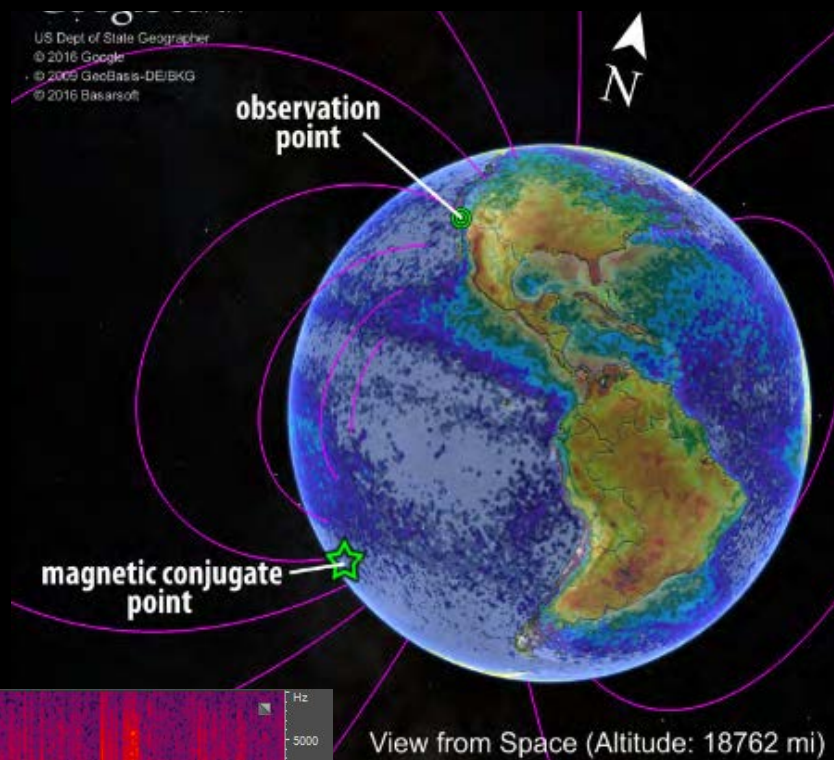 US Dept of State Geographer
© 2016 Google
© 2009 GeoBasis-DE/BKG
© 2016 Basarsoft
N
observation
point
magnetic conjugate
point
Hz
5000
View from Space (Altitude: 18762 mi)